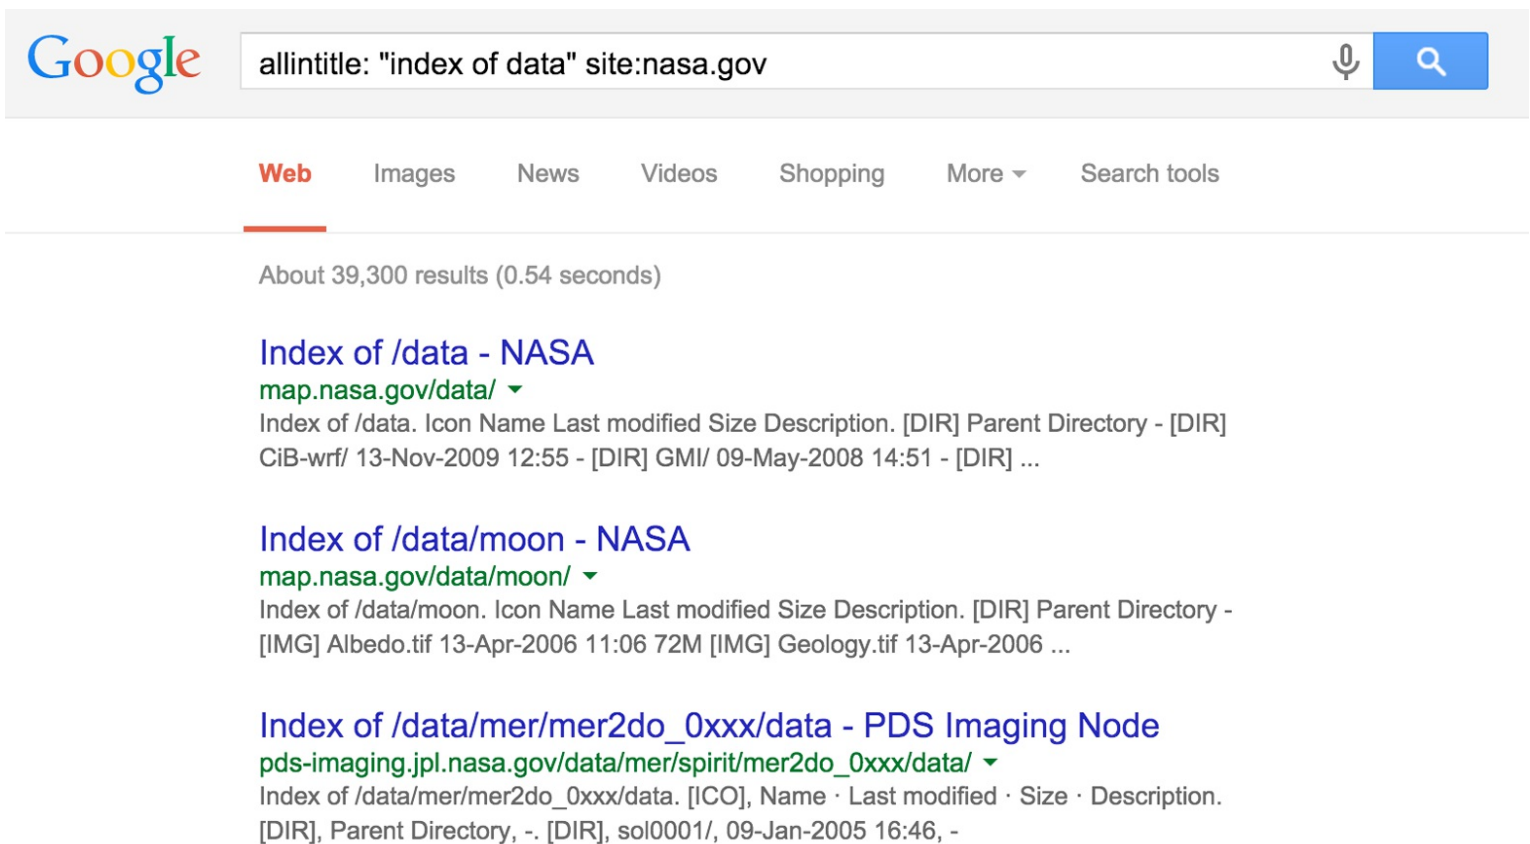 Google
allintitle: "index of data" site:nasa.gov
Web Images News Videos Shopping More Search tools
About 39,300 results (0.54 seconds)
Index of /data - NASA
map.nasa.gov/data/
Index of /data. Icon Name Last modified Size Description. [DIR] Parent Directory - [DIR]
CiB-wrf/ 13-Nov-2009 12:55 - [DIR] GMI/ 09-May-2008 14:51 - [DIR] ...
Index of /data/moon - NASA
map.nasa.gov/data/moon/
Index of /data/moon. Icon Name Last modified Size Description. [DIR] Parent Directory -
[IMG] Albedo.tif 13-Apr-2006 11:06 72M [IMG] Geology.tif 13-Apr-2006 ...
Index of /data/mer/mer2do_0xxx/data - PDS Imaging Node
pds-imaging.jpl.nasa.gov/data/mer/spirit/mer2do_0xxx/data/
Index of /data/mer/mer2do_0xxx/data. [ICO], Name · Last modified · Size · Description.
[DIR], Parent Directory, -. [DIR], sol0001/, 09-Jan-2005 16:46, -